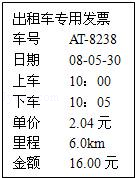 出租车专用发票
车号 AT-8238
日期 08-05-30
上车 10：00
下车 10：05
单价 2.04 元
里程 6.0km
金额 16.00 元